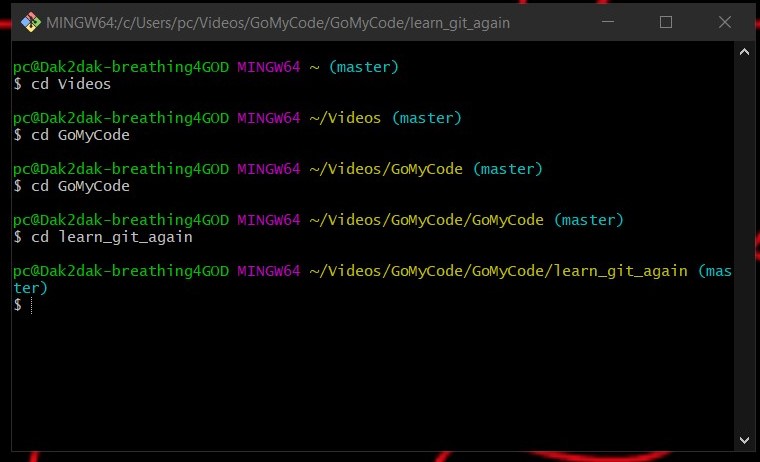 MINGW64:/c/Users/pc/Videos/GoMyCode/GoMyCode/learn_git_again
pc@Dak2dak-breathing4GOD MINGW64 ~ (master)
$ cd Videos
pc@Dak2dak-breathing4GOD MINGW64 ~/Videos (master)
$ cd GoMyCode
pc@Dak2dak-breathing4GOD MINGW64 ~/Videos/GoMyCode (master)
$ cd GoMyCode
pc@Dak2dak-breathing4GOD MINGW64 ~/Videos/GoMyCode/GoMyCode (master)
$ cd learn_git_again
pc@Dak2dak-breathing4GOD MINGW64 ~/Videos/GoMyCode/GoMyCode/learn_git_again (mas
ter)
$